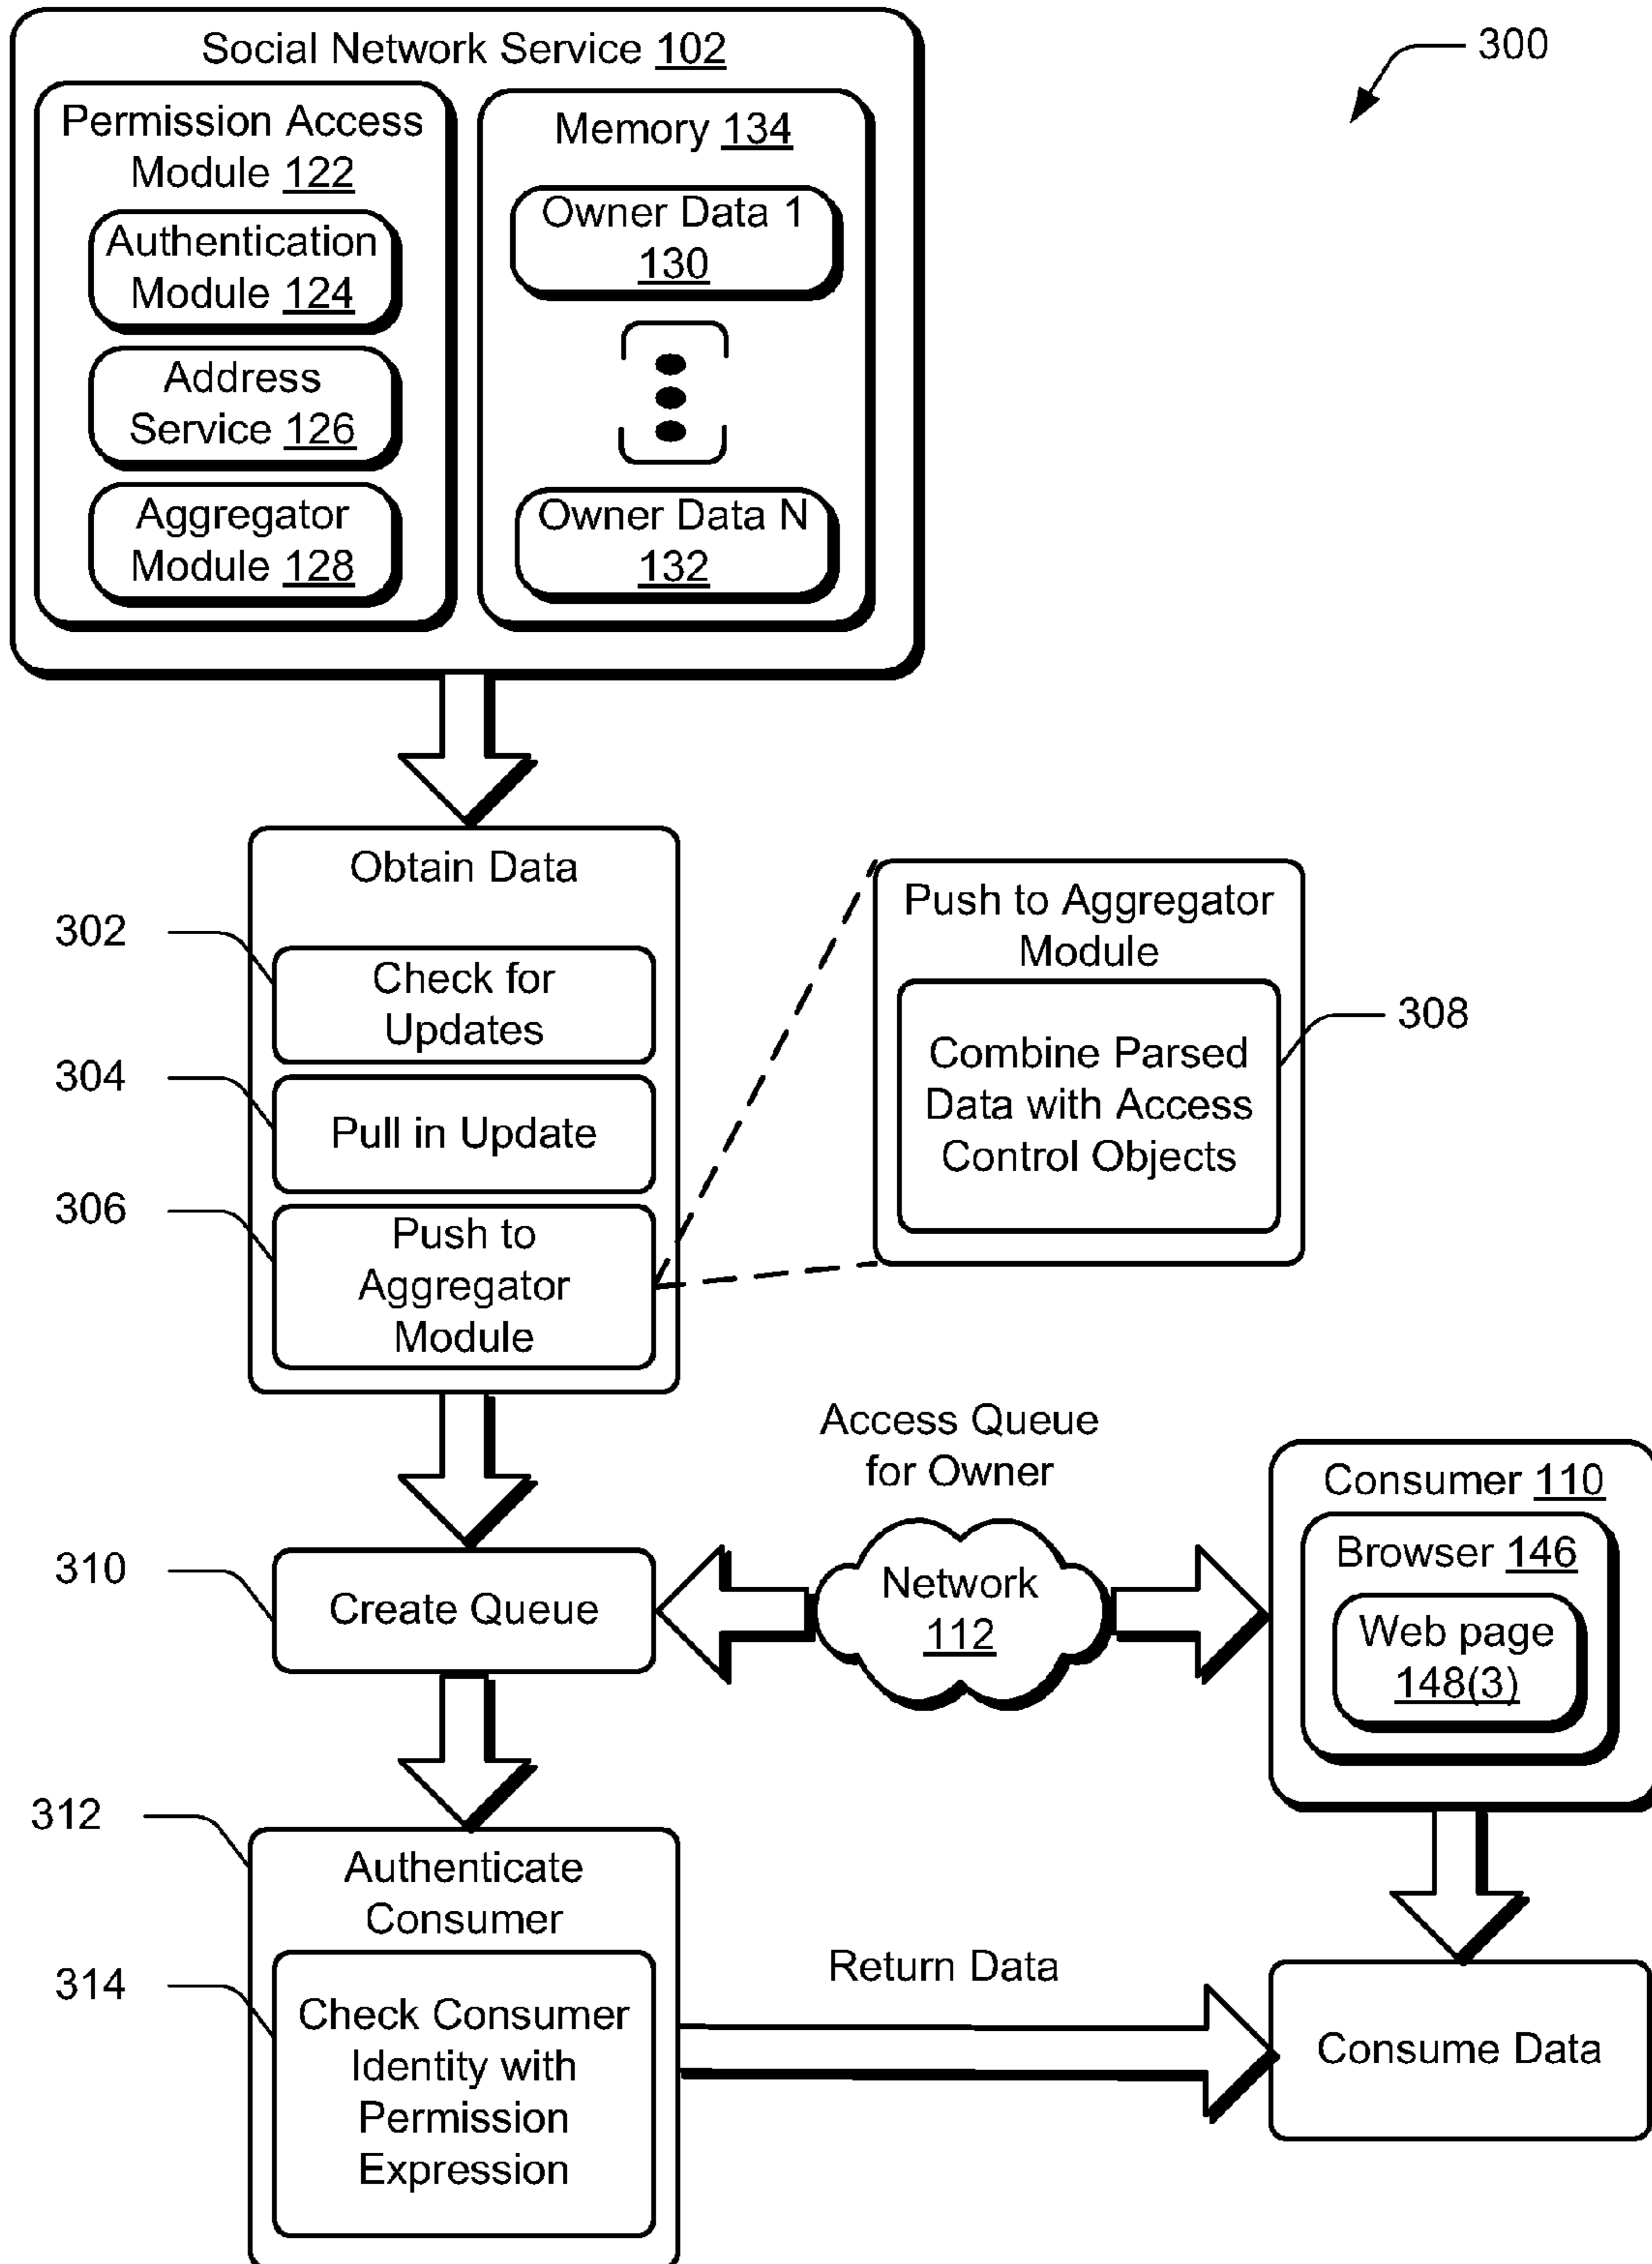 Social Network Service 102
300
Permission Access
Module 122
Authentication
Module 124
Address
Service 126
Aggregator
Module 128
Memory 134
Owner Data 1
130
Owner Data N
132
Obtain Data
302
Check for
Updates
304
Pull in Update
306
Push to
Aggregator
Module
Push to Aggregator
Module
308
Combine Parsed
Data with Access
Control Objects
310
Create Queue
Access Queue
for Owner
Network
112
Consumer 110
Browser 146
Web page
148(3)
312
Authenticate
Consumer
314
Check Consumer
Identity with
Permission
Expression
Return Data
Consume Data